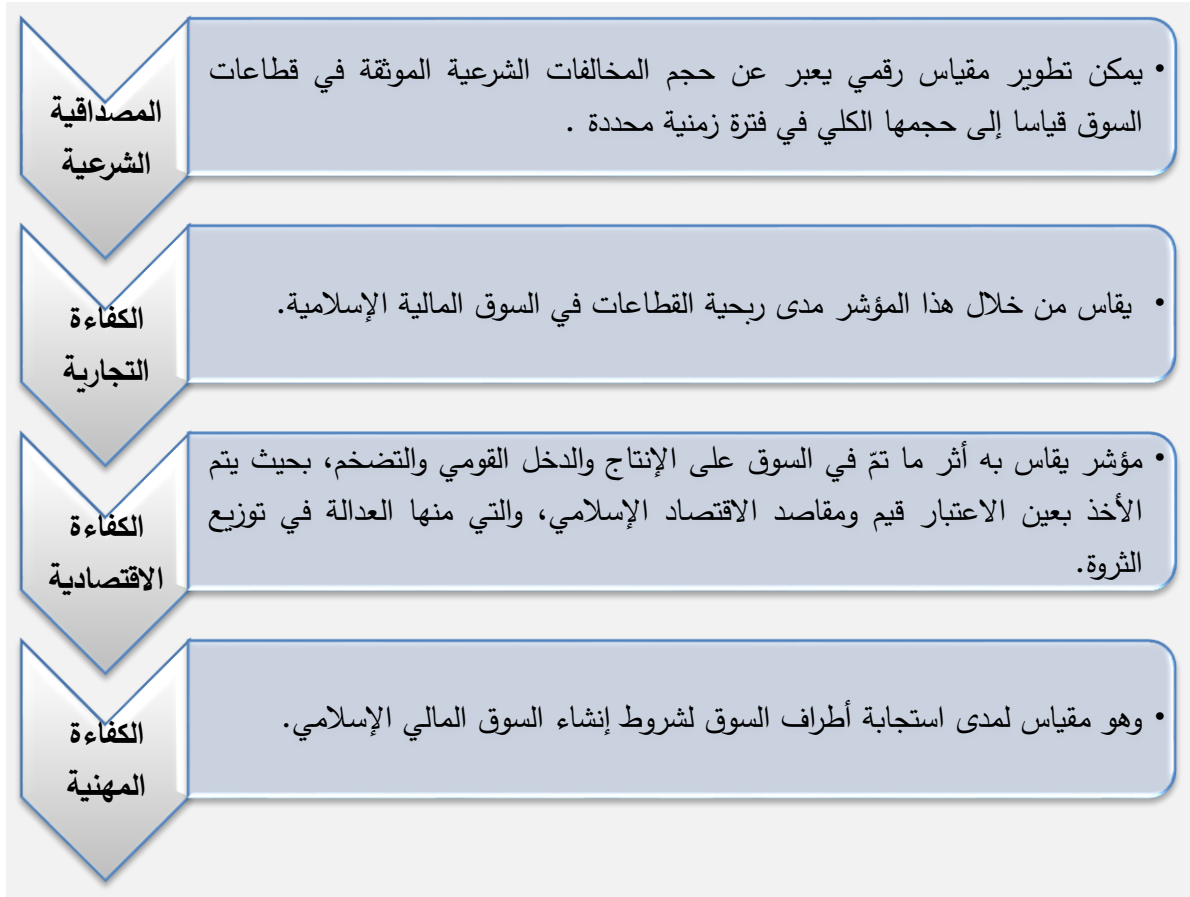 المصداقية
الشرعية
• يمكن تطوير مقياس رقمي يعبر عن حجم المخالفات الشرعية الموثقة في قطاعات
السوق قياسا إلى حجمها الكلي في فترة زمنية محددة .
الكفاءة
التجارية
• يقاس من خلال هذا المؤشر مدى ربحية القطاعات في السوق المالية الإسلامية.
الكفاءة
الاقتصادية
• مؤشر يقاس به أثر ما تمّ في السوق على الإنتاج والدخل القومي والتضخم، بحيث يتم
الأخذ بعين الاعتبار قيم ومقاصد الاقتصاد الإسلامي، والتي منها العدالة في توزيع
الثروة.
الكفاءة
المهنية
• وهو مقياس لمدى استجابة أطراف السوق لشروط إنشاء السوق المالي الإسلامي.